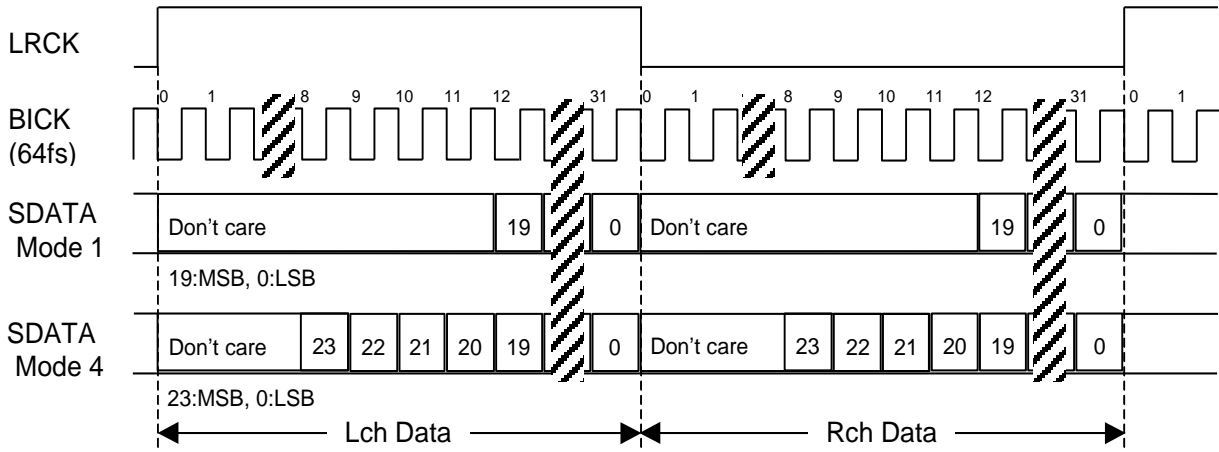 LRCK
0 1 8 9 10 11 12 31 0 1 8 9 10 11 12 31 0 1
BICK
(64fs)
SDATA
Mode 1
Don't care 19 0 Don't care 19 0
19:MSB, 0:LSB
SDATA
Mode 4
Don't care 23 22 21 20 19 0 Don't care 23 22 21 20 19 0
23:MSB, 0:LSB
Lch Data Rch Data